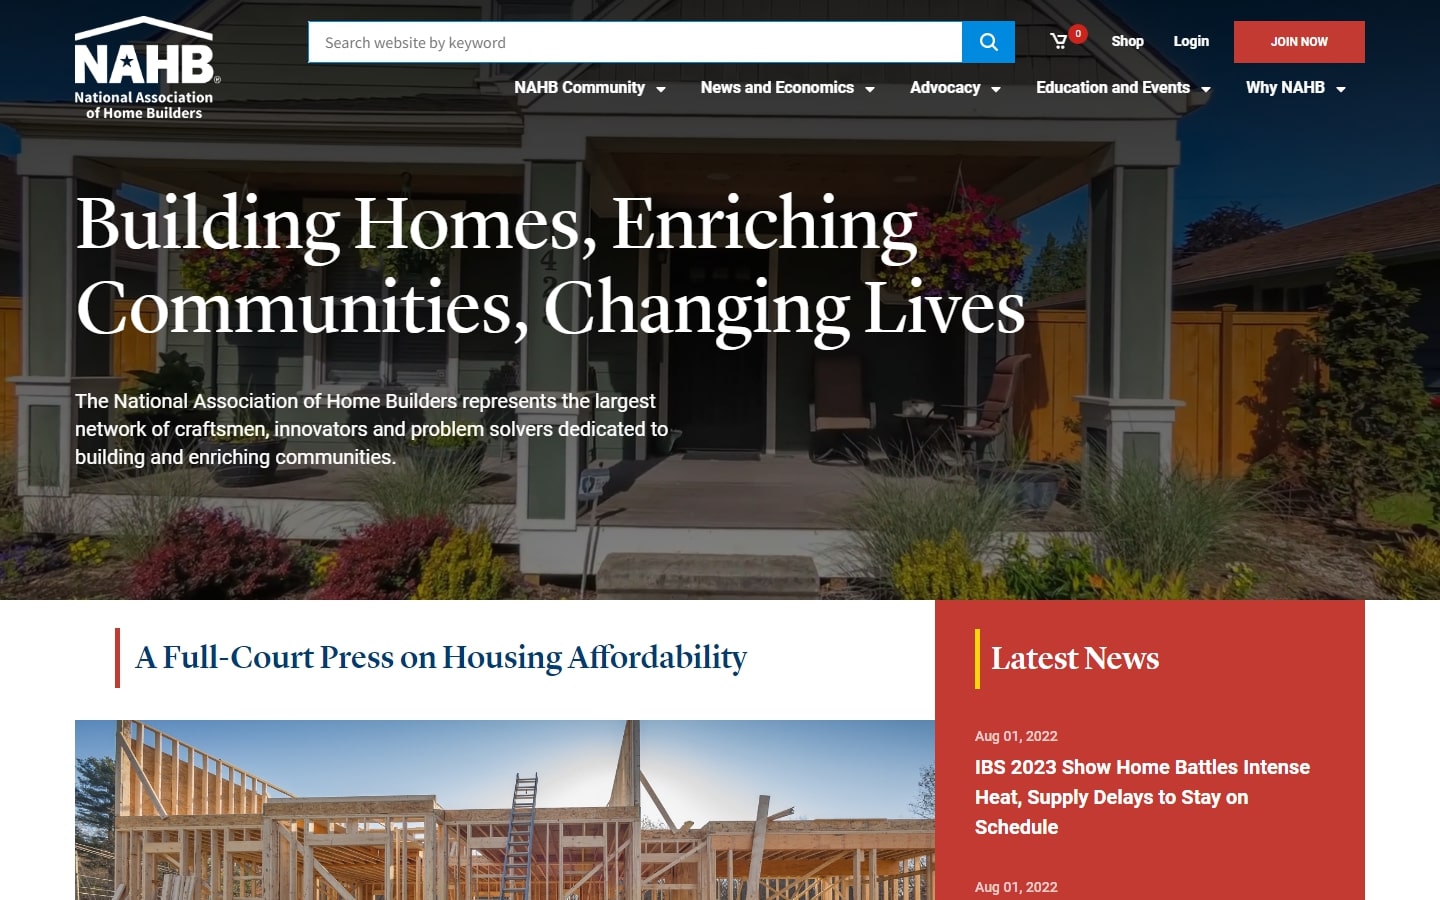 NAHB®
National Association
of Home Builders
Search website by keyword
0
Shop
Login
JOIN NOW
NAHB Community
News and Economics
Advocacy
Education and Events
Why NAHB
Building Homes, Enriching
Communities, Changing Lives
4
2
The National Association of Home Builders represents the largest
network of craftsmen, innovators and problem solvers dedicated to
building and enriching communities.
A Full-Court Press on Housing Affordability
Latest News
Aug 01, 2022
IBS 2023 Show Home Battles Intense
Heat, Supply Delays to Stay on
Schedule
Aug 01, 2022